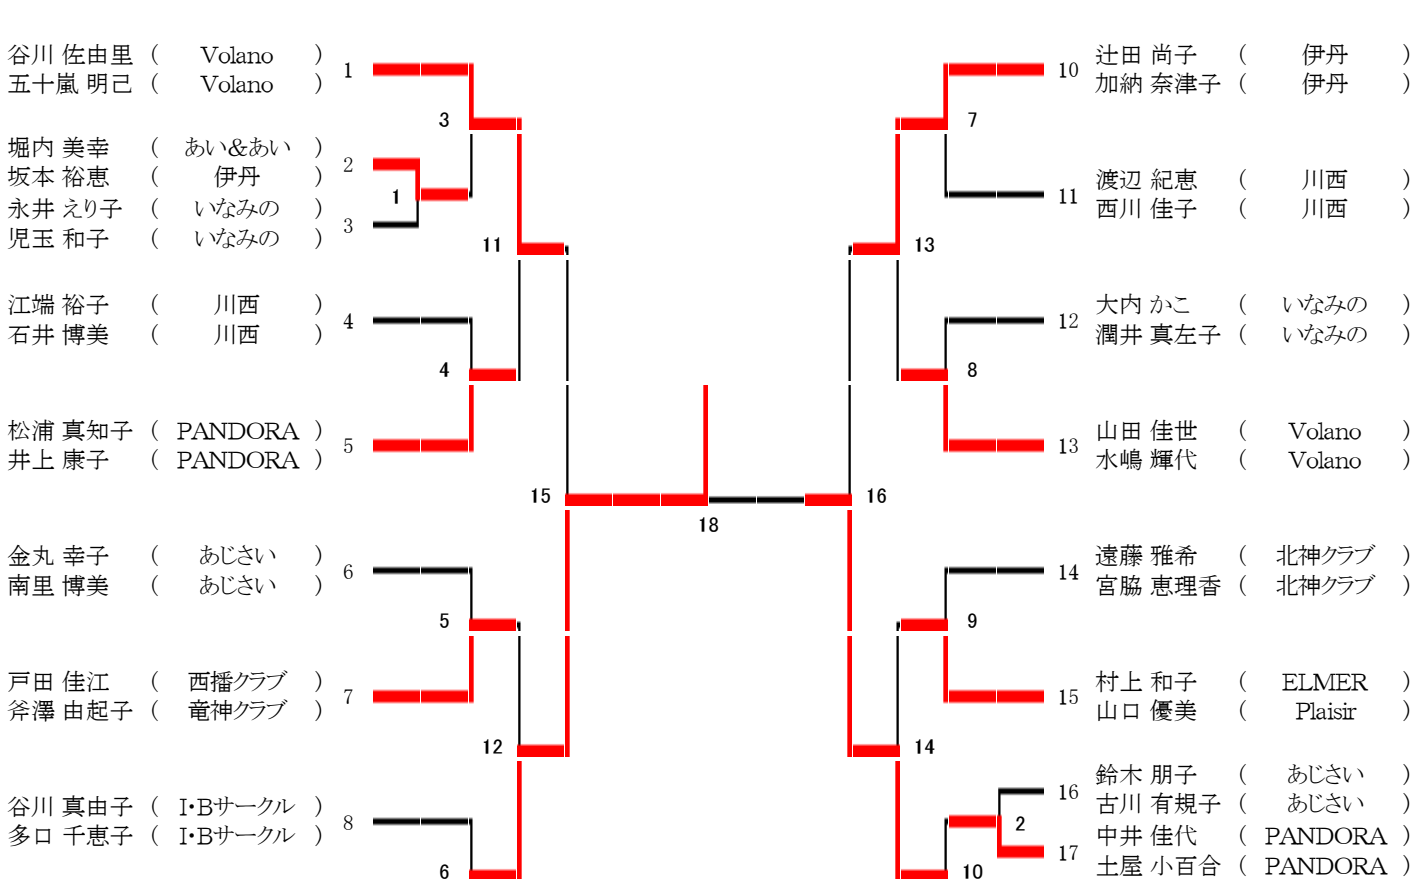 谷川 佐由里 ( Volano )
五十嵐 明己 ( Volano )
1
3
堀内 美幸 ( あい&あい )
坂本 裕恵 ( 伊丹 )
2
1
永井 えり子 ( いなみの )
児玉 和子 ( いなみの )
3
11
江端 裕子 ( 川西 )
石井 博美 ( 川西 )
4
4
松浦 真知子 ( PANDORA )
井上 康子 ( PANDORA )
5
15
金丸 幸子 ( あじさい )
南里 博美 ( あじさい )
6
5
戸田 佳江 ( 西播クラブ )
斧澤 由起子 ( 竜神クラブ )
7
12
谷川 真由子 ( I・Bサークル )
多口 千恵子 ( I・Bサークル )
8
6
18
辻田 尚子 ( 伊丹 )
加納 奈津子 ( 伊丹 )
10
7
渡辺 紀恵 ( 川西 )
西川 佳子 ( 川西 )
11
13
大内 かこ ( いなみの )
潤井 真左子 ( いなみの )
12
8
山田 佳世 ( Volano )
水嶋 輝代 ( Volano )
13
16
遠藤 雅希 ( 北神クラブ )
宮脇 恵理香 ( 北神クラブ )
14
9
村上 和子 ( ELMER )
山口 優美 ( Plaisir )
15
14
鈴木 朋子 ( あじさい )
古川 有規子 ( あじさい )
16
2
中井 佳代 ( PANDORA )
土屋 小百合 ( PANDORA )
17
10